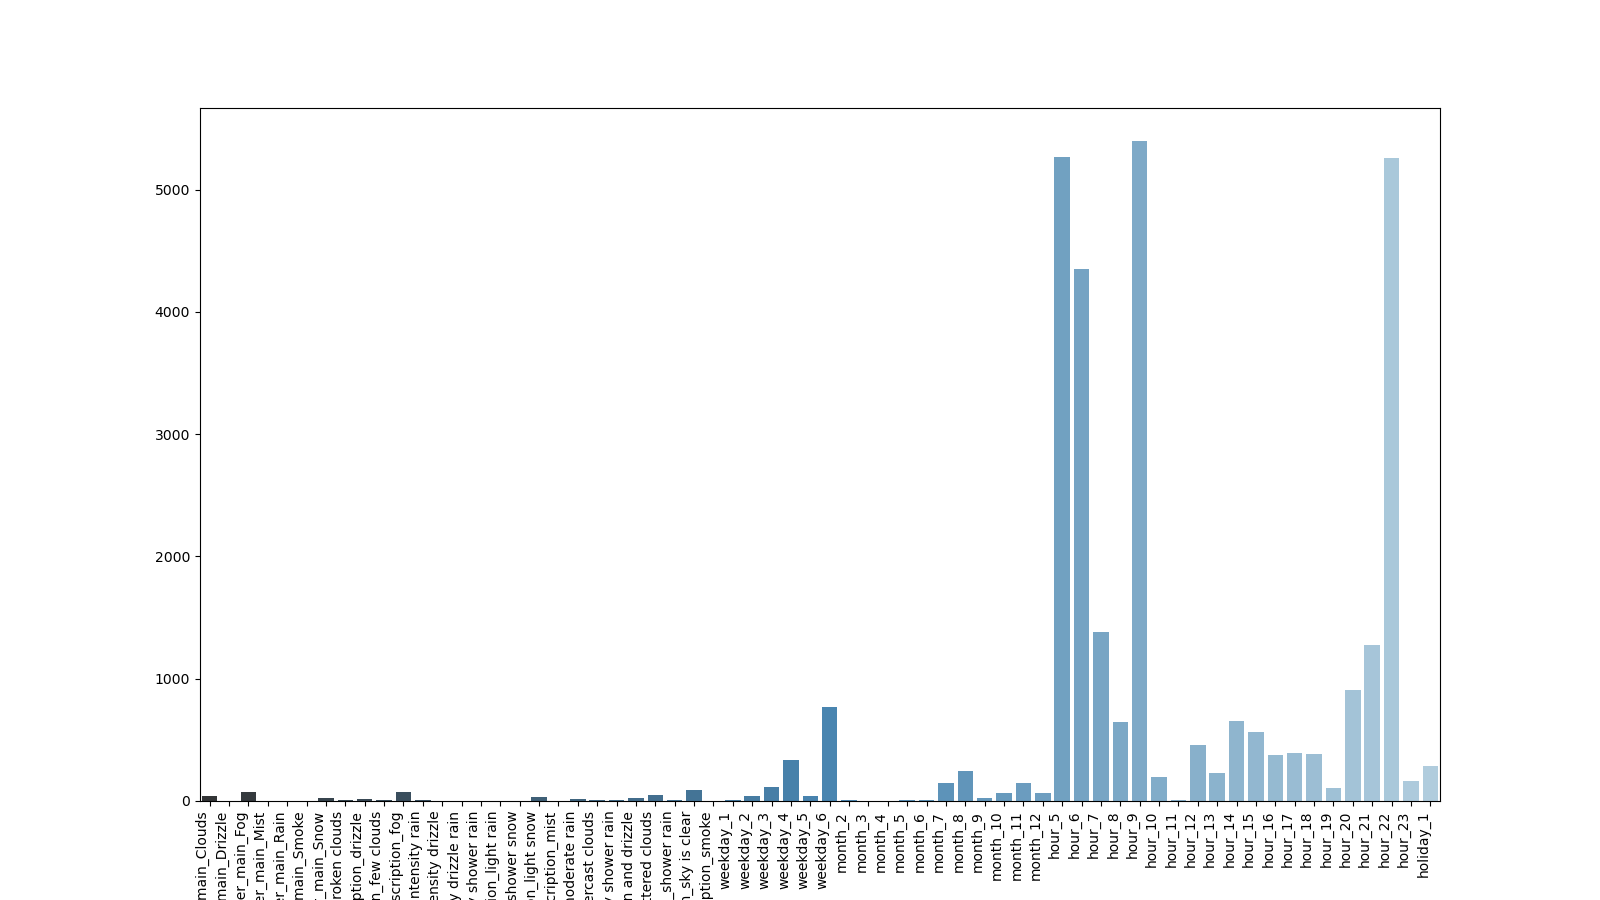 5000
4000
3000
2000
1000
0
main_Clouds
main_Drizzle
er_main_Fog
er_main_Mist
er_main_Rain
main_Smoke
_main_Snow
roken clouds
ption_drizzle
n_few clouds
scription_fog
ntensity rain
ensity drizzle
y drizzle rain
shower rain
ion_light rain
shower snow
on_light snow
cription_mist
noderate rain
ercast clouds
shower rain
n and drizzle
ttered clouds
_shower rain
n_sky is clear
ption_smoke
weekday_1
weekday_2
weekday_3
weekday_4
weekday_5
weekday_6
month_2
month_3
month_4
month_5
month_6
month_7
month_8
month_9
month_10
month_11
month_12
hour_5
hour_6
hour_7
hour_8
hour_9
hour_10
hour_11
hour_12
hour_13
hour_14
hour_15
hour_16
hour_17
hour_18
hour_19
hour_20
hour_21
hour_22
hour_23
holiday_1